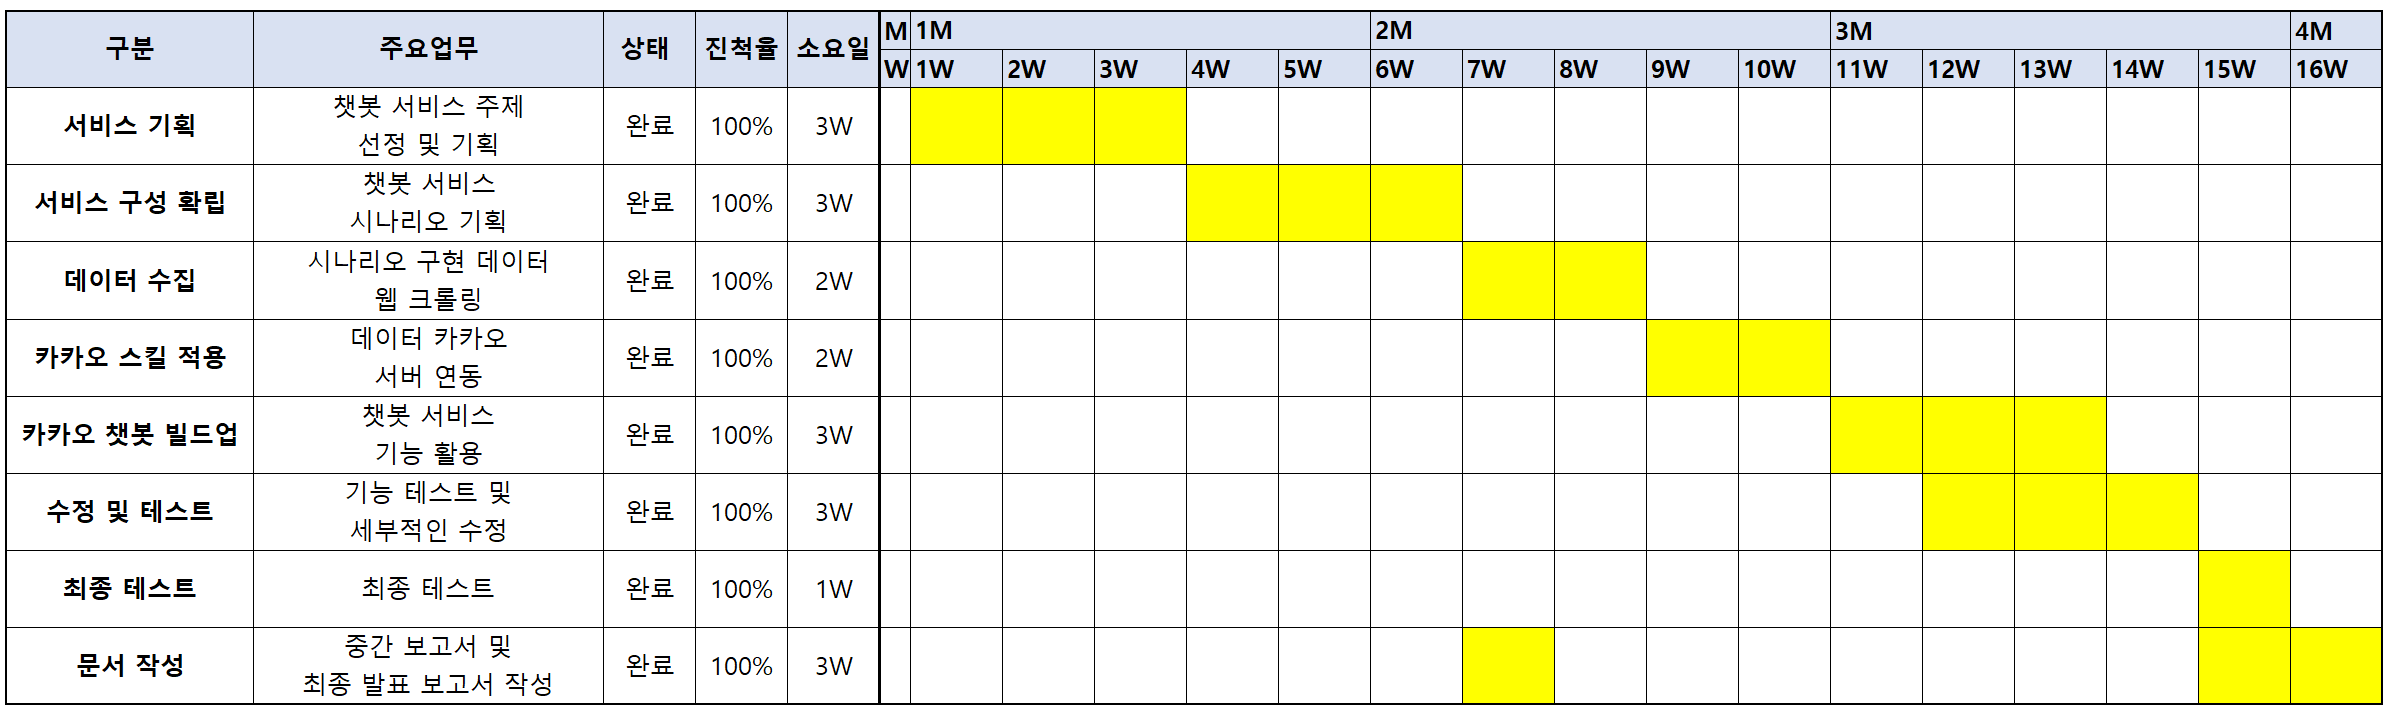 구분 주요업무 상태 진척율 소요일 M 1M 2M 3M 4M
W 1W 2W 3W 4W 5W 6W 7W 8W 9W 10W 11W 12W 13W 14W 15W 16W
서비스 기획 챗봇 서비스 주제 완료 100% 3W
선정 및 기획
서비스 구성 확립 챗봇 서비스 완료 100% 3W
시나리오 기획
데이터 수집 시나리오 구현 데이터 완료 100% 2W
웹 크롤링
카카오 스킬 적용 데이터 카카오 완료 100% 2W
서버 연동
카카오 챗봇 빌드업 챗봇 서비스 완료 100% 3W
기능 활용
수정 및 테스트 기능 테스트 및 완료 100% 3W
세부적인 수정
최종 테스트 최종 테스트 완료 100% 1W
문서 작성 중간 보고서 및 완료 100% 3W
최종 발표 보고서 작성